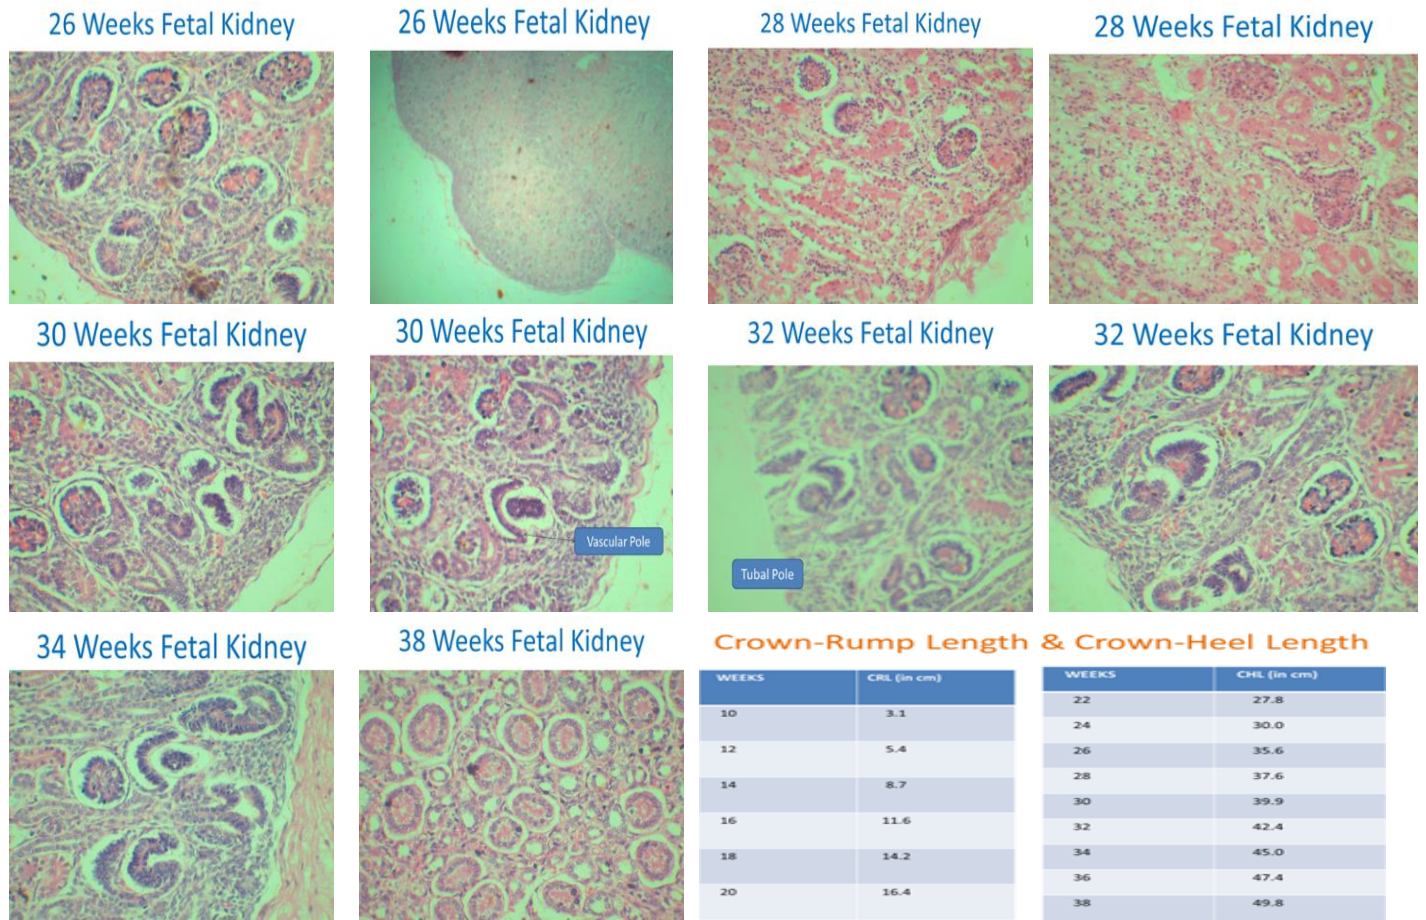 26 Weeks Fetal Kidney
26 Weeks Fetal Kidney
28 Weeks Fetal Kidney
28 Weeks Fetal Kidney
30 Weeks Fetal Kidney
30 Weeks Fetal Kidney
32 Weeks Fetal Kidney
32 Weeks Fetal Kidney
Vascular Pole
Tubal Pole
34 Weeks Fetal Kidney
38 Weeks Fetal Kidney
Crown-Rump Length & Crown-Heel Length
WEEKS CRL (in cm)
10 3.1
12 5.4
14 8.7
16 11.6
18 14.2
20 16.4
WEEKS CHL (in cm)
22 27.8
24 30.0
26 35.6
28 37.6
30 39.9
32 42.4
34 45.0
36 47.4
38 49.8